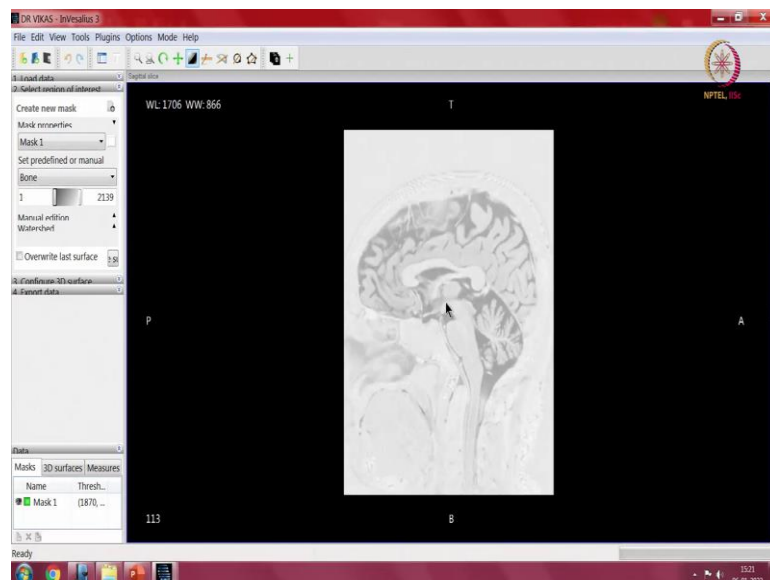 DR VIKAS - InVesalius 3
File Edit View Tools Plugins Options Mode Help
NPTEL, IISc
1. Load data
2. Select region of interest
Create new mask
Mask properties
Mask 1
Set predefined or manual
Bone
1 2139
Manual edition
Watershed
Overwrite last surface
3. Configure 3D surface
4. Export data
Data
Masks 3D surfaces Measures
Name Thresh...
Mask 1 (1870, ...
Ready
Sagital slice
WL: 1706 WW: 866
T
P
A
113
B
15:21